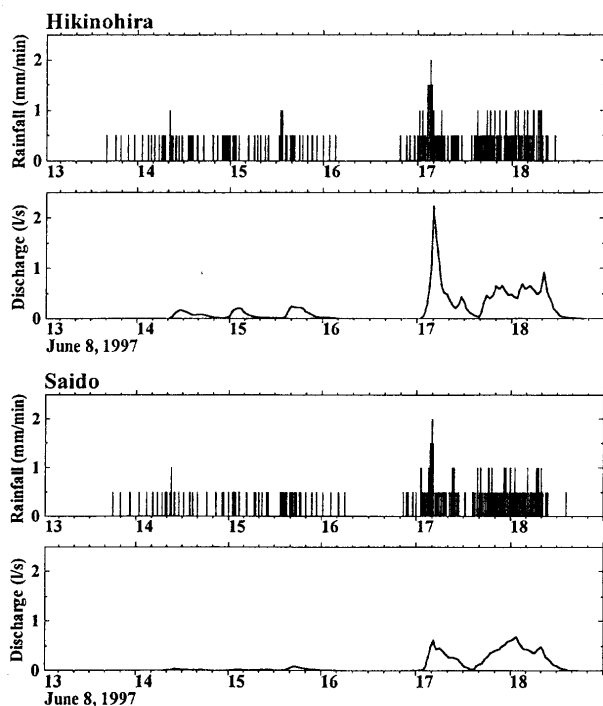 Hikinohira
Rainfall (mm/min)
2
1
0
13 14 15 16 17 18
Discharge (l/s)
2
1
0
13 14 15 16 17 18
June 8, 1997
Saido
Rainfall (mm/min)
2
1
0
13 14 15 16 17 18
Discharge (l/s)
2
1
0
13 14 15 16 17 18
June 8, 1997